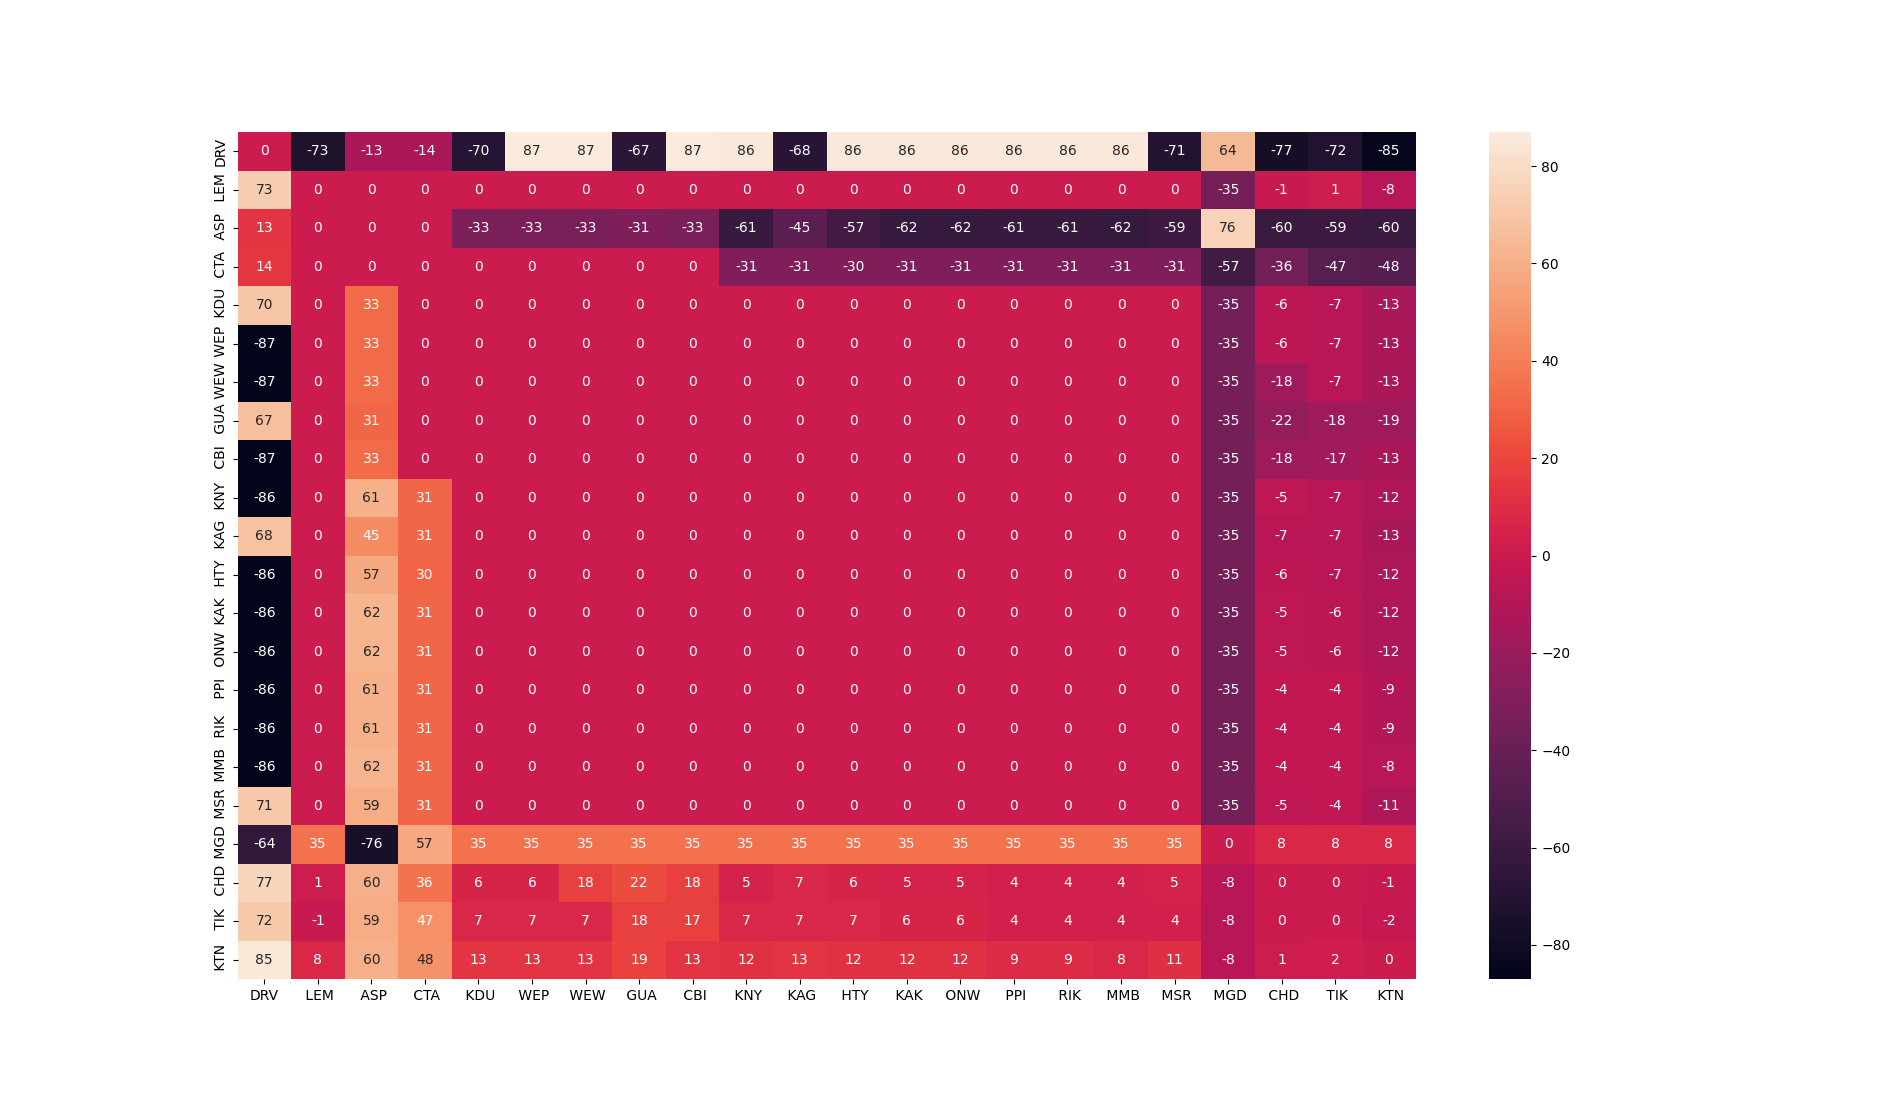 DRV 0 -73 -13 -14 -70 87 87 -67 87 86 -68 86 86 86 86 86 86 -71 64 -77 -72 -85
LEM 73 0 0 0 0 0 0 0 0 0 0 0 0 0 0 0 0 0 -35 -1 1 -8
ASP 13 0 0 0 -33 -33 -33 -31 -33 -61 -45 -57 -62 -62 -61 -61 -62 -59 76 -60 -59 -60
CTA 14 0 0 0 0 0 0 0 0 -31 -31 -30 -31 -31 -31 -31 -31 -31 -57 -36 -47 -48
KDU 70 0 33 0 0 0 0 0 0 0 0 0 0 0 0 0 0 0 -35 -6 -7 -13
WEP -87 0 33 0 0 0 0 0 0 0 0 0 0 0 0 0 0 0 -35 -6 -7 -13
WEW -87 0 33 0 0 0 0 0 0 0 0 0 0 0 0 0 0 0 -35 -18 -7 -13
GUA 67 0 31 0 0 0 0 0 0 0 0 0 0 0 0 0 0 0 -35 -22 -18 -19
CBI -87 0 33 0 0 0 0 0 0 0 0 0 0 0 0 0 0 0 -35 -18 -17 -13
KNY -86 0 61 31 0 0 0 0 0 0 0 0 0 0 0 0 0 0 -35 -5 -7 -12
KAG 68 0 45 31 0 0 0 0 0 0 0 0 0 0 0 0 0 0 -35 -7 -7 -13
HTY -86 0 57 30 0 0 0 0 0 0 0 0 0 0 0 0 0 0 -35 -6 -7 -12
KAK -86 0 62 31 0 0 0 0 0 0 0 0 0 0 0 0 0 0 -35 -5 -6 -12
ONW -86 0 62 31 0 0 0 0 0 0 0 0 0 0 0 0 0 0 -35 -5 -6 -12
PPI -86 0 61 31 0 0 0 0 0 0 0 0 0 0 0 0 0 0 -35 -4 -4 -9
RIK -86 0 61 31 0 0 0 0 0 0 0 0 0 0 0 0 0 0 -35 -4 -4 -9
MMB -86 0 62 31 0 0 0 0 0 0 0 0 0 0 0 0 0 0 -35 -4 -4 -8
MSR 71 0 59 31 0 0 0 0 0 0 0 0 0 0 0 0 0 0 -35 -5 -4 -11
MGD -64 35 -76 57 35 35 35 35 35 35 35 35 35 35 35 35 35 35 0 8 8 8
CHD 77 1 60 36 6 6 18 22 18 5 7 6 5 5 4 4 4 5 -8 0 0 -1
TIK 72 -1 59 47 7 7 7 18 17 7 7 7 6 6 4 4 4 4 -8 0 0 -2
KTN 85 8 60 48 13 13 13 19 13 12 13 12 12 12 9 9 8 11 -8 1 2 0
DRV LEM ASP CTA KDU WEP WEW GUA CBI KNY KAG HTY KAK ONW PPI RIK MMB MSR MGD CHD TIK KTN
80
60
40
20
0
−20
−40
−60
−80